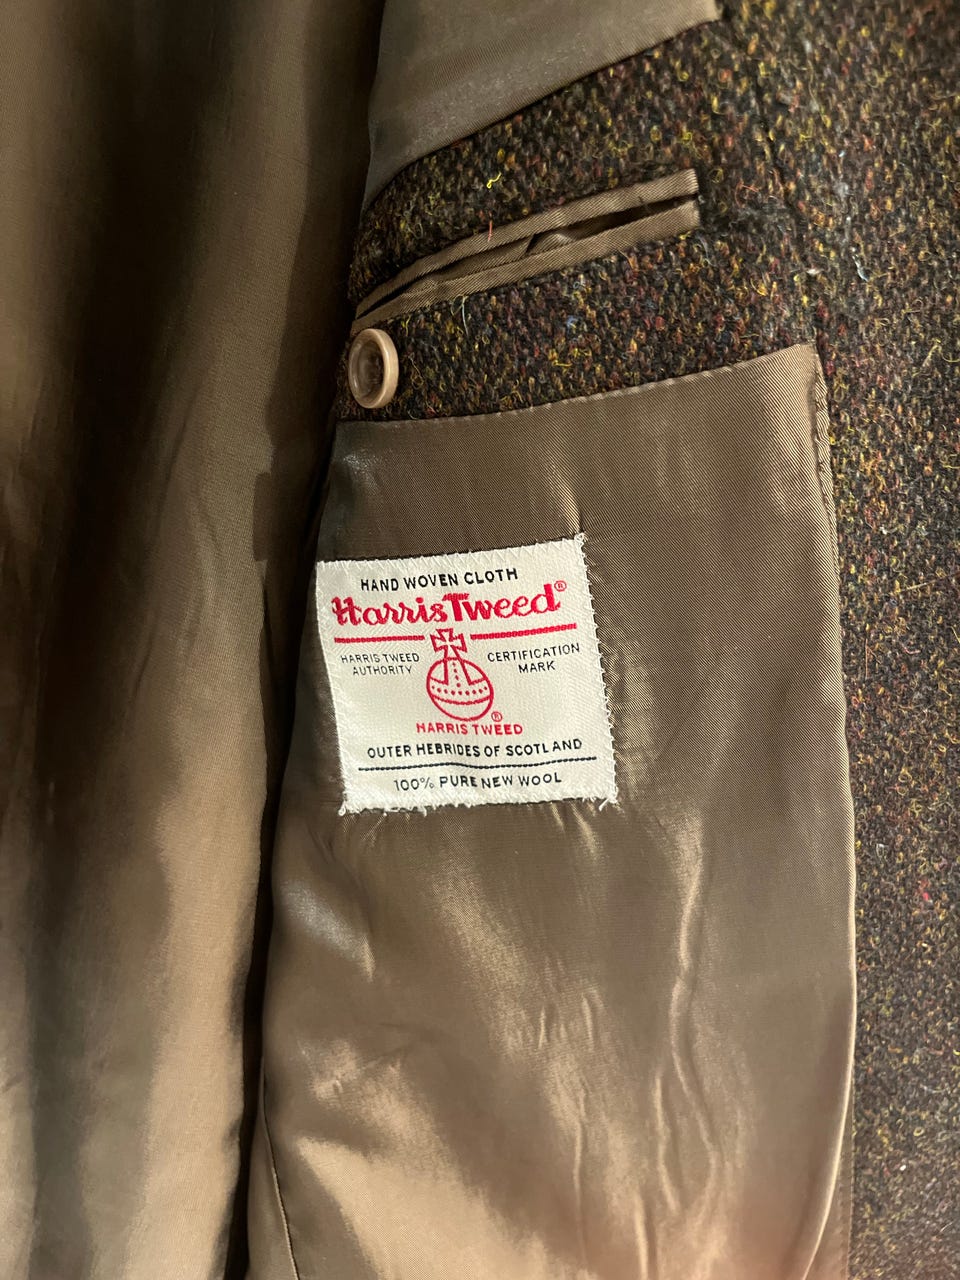 HAND WOVEN CLOTH
Harris Tweed®
HARRIS TWEED AUTHORITY
CERTIFICATION MARK
®
HARRIS TWEED
OUTER HEBRIDES OF SCOTLAND
100% PURE NEW WOOL